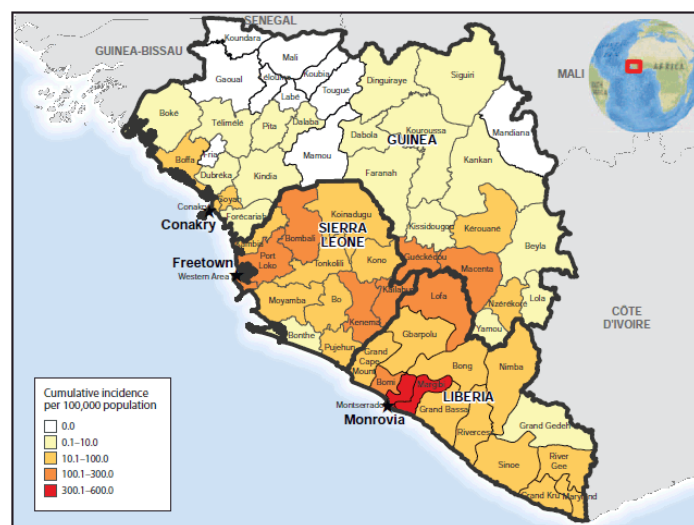 SENEGAL
GUINEA-BISSAU
MALI
AFRICA
Koundara
Mali
Gaoual
Koubia
Labé
Tougué
Dinguiraye
Siguiri
Boké
Télimélé
Pita
Dalaba
Dabola
Kouroussa
GUINEA
Mandiana
Boffa
Fria
Mamou
Kankan
Dubréka
Kindia
Faranah
Conakry
Conakry
Coyah
Forécariah
Kissidougou
Kérouané
Beyla
SIERRA
LEONE
Koinadugu
Bombali
Freetown
Port
Loko
Western Area
Tonkolili
Kono
Guéckédou
Macenta
Moyamba
Bo
Kailahun
Kenema
Lofa
Nzérékoré
Lola
Yamou
CÔTE
D'IVOIRE
Bonthe
Pujehun
Gbarpolu
Grand
Cape
Mount
Bong
Nimba
Bomi
LIBERIA
Montserrado
Monrovia
Grand Bassa
Grand Gedeh
Rivercess
Sinoe
River
Gee
Grand Kru
Maryland
Cumulative incidence
per 100,000 population
0.0
0.1–10.0
10.1–100.0
100.1–300.0
300.1–600.0